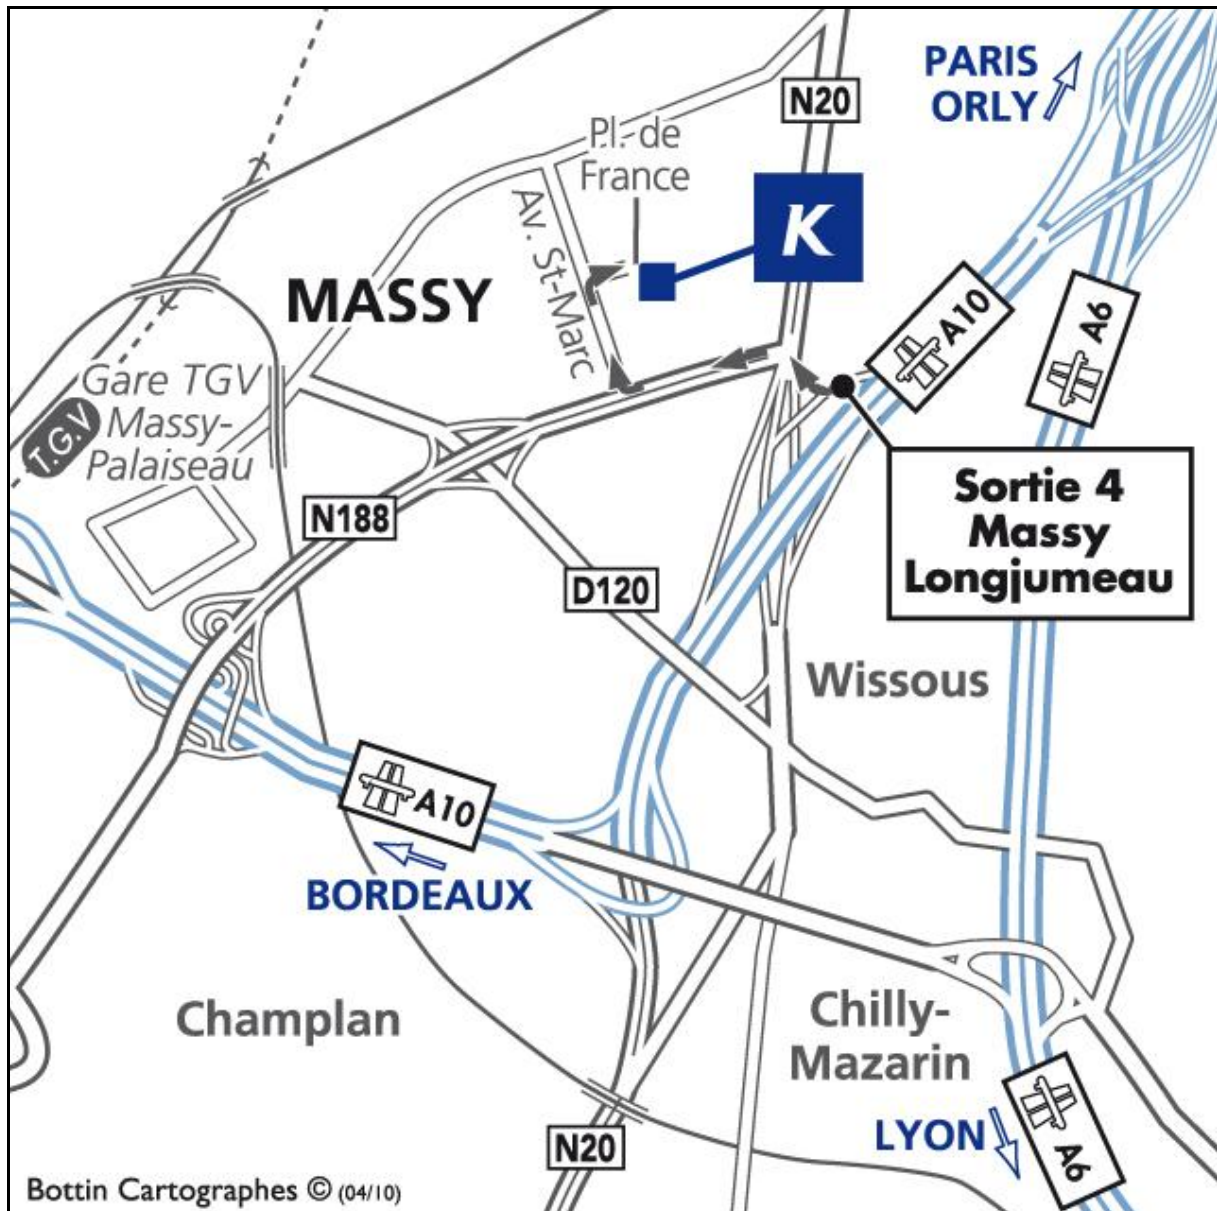 PARIS
ORLY
N20
Pl. de
France
K
Av. St-Marc
MASSY
A10
A6
Gare TGV
Massy-
Palaiseau
T.G.V
Sortie 4
Massy
Longjumeau
N188
D120
Wissous
A10
BORDEAUX
Champlan
Chilly-
Mazarin
LYON
A6
N20
Bottin Cartographes © (04/10)